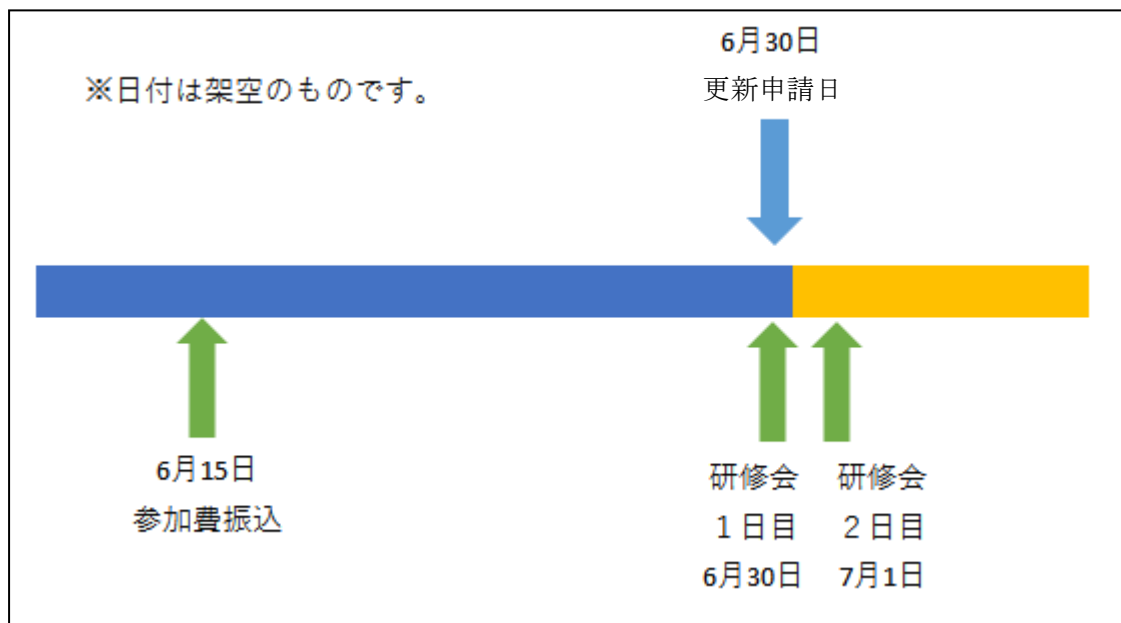 6月30日
更新申請日
※日付は架空のものです。
6月15日
参加費振込
研修会
１日目
6月30日
研修会
２日目
7月1日